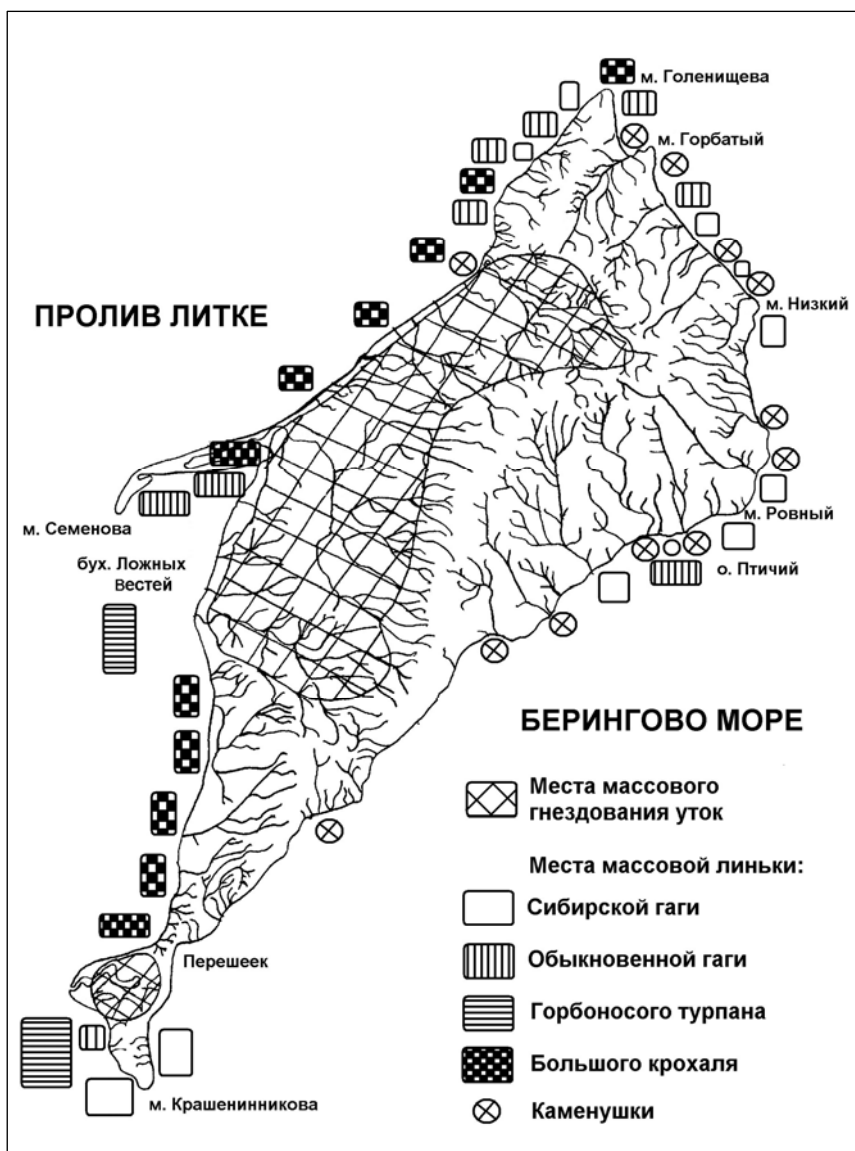 м. Голенищева
м. Горбатый
ПРОЛИВ ЛИТКЕ
м. Низкий
м. Семенова
м. Ровный
бух. Ложных
Вестей
о. Птичий
БЕРИНГОВО МОРЕ
Места массового
гнездования уток
Места массовой линьки:
Сибирской гаги
Обыкновенной гаги
Перешеек
Горбоносого турпана
Большого крохаля
Каменушки
м. Крашенинникова